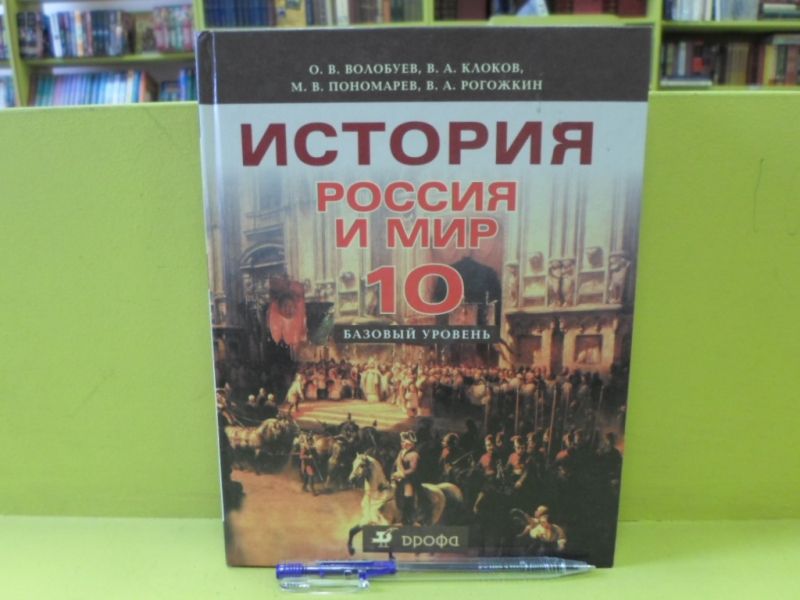 О. В. ВОЛОБУЕВ, В. А. КЛОКОВ,
М. В. ПОНОМАРЕВ, В. А. РОГОЖКИН
ИСТОРИЯ
РОССИЯ
И МИР
10
БАЗОВЫЙ УРОВЕНЬ
ДРОФА